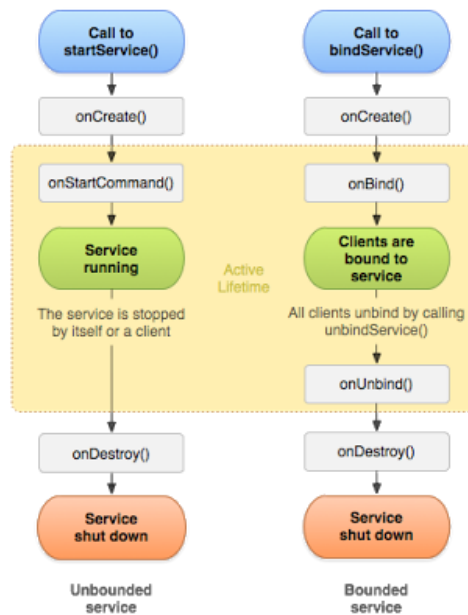 Call to
startService()
onCreate()
onStartCommand()
Service
running
The service is stopped
by itself or a client
onDestroy()
Service
shut down
Unbounded
service
Active
Lifetime
Call to
bindService()
onCreate()
onBind()
Clients are
bound to
service
All clients unbind by calling
unbindService()
onUnbind()
onDestroy()
Service
shut down
Bounded
service